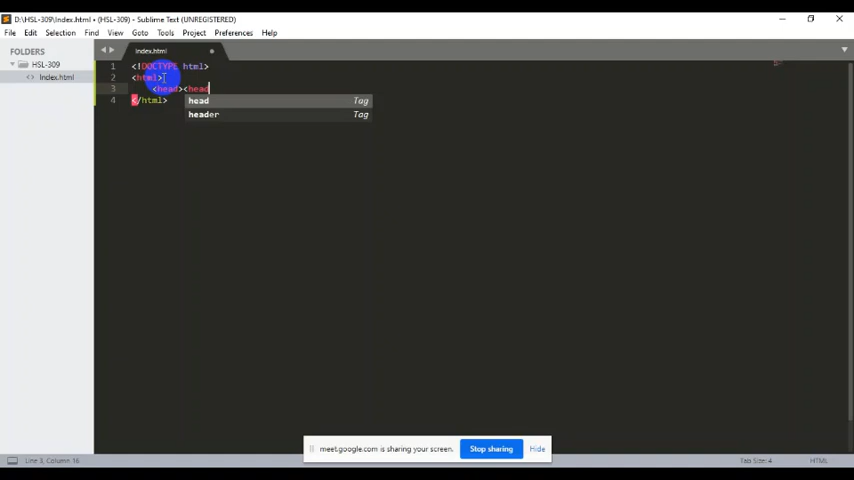 D:\HSL-309\Index.html • (HSL-309) - Sublime Text (UNREGISTERED)
File Edit Selection Find View Goto Tools Project Preferences Help
FOLDERS
HSL-309
<> Index.html
Index.html
1 <!DOCTYPE html>
2 <html>
3 <head><head
4 </html>
head Tag
header Tag
meet.google.com is sharing your screen. Stop sharing Hide
Line 3, Column 16 Tab Size: 4 HTML